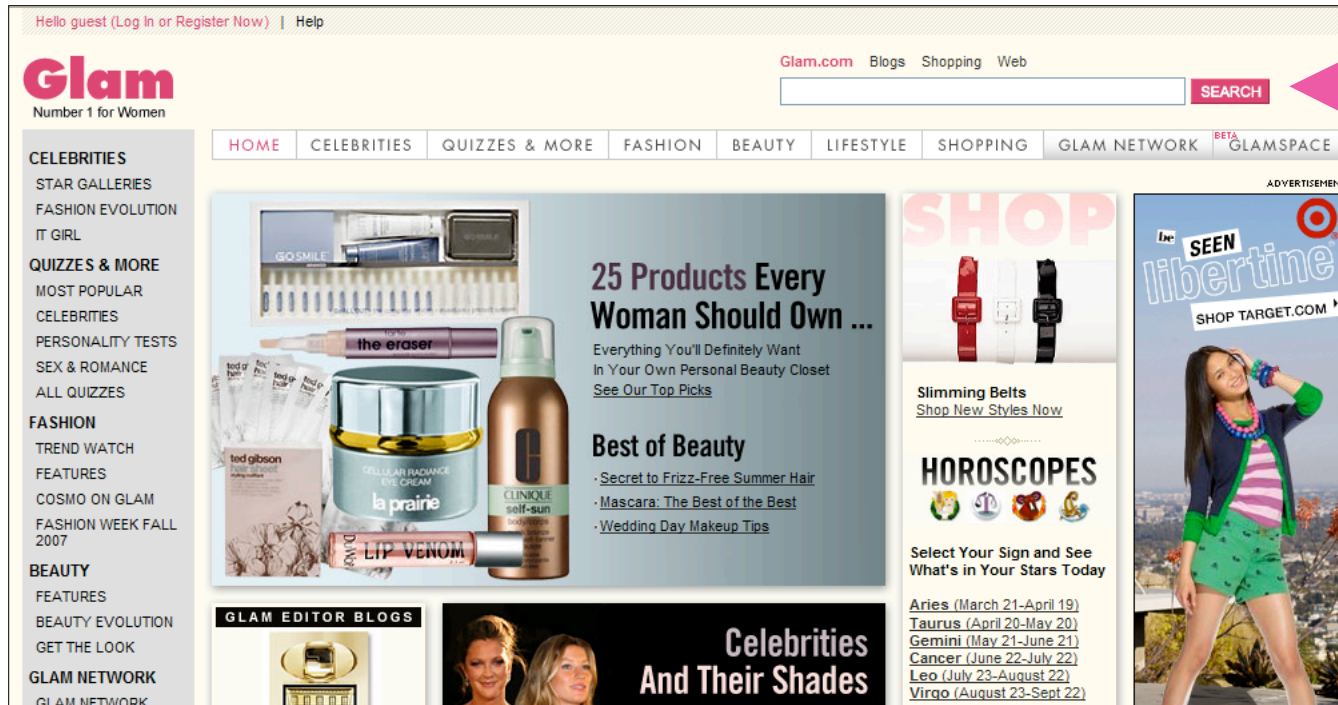 Hello guest (Log In or Register Now) | Help
Glam
Number 1 for Women
Glam.com Blogs Shopping Web
SEARCH
HOME CELEBRITIES QUIZZES & MORE FASHION BEAUTY LIFESTYLE SHOPPING GLAM NETWORK BETA GLAMSPACE
CELEBRITIES
STAR GALLERIES
FASHION EVOLUTION
IT GIRL
QUIZZES & MORE
MOST POPULAR
CELEBRITIES
PERSONALITY TESTS
SEX & ROMANCE
ALL QUIZZES
FASHION
TREND WATCH
FEATURES
COSMO ON GLAM
FASHION WEEK FALL
2007
BEAUTY
FEATURES
BEAUTY EVOLUTION
GET THE LOOK
GLAM NETWORK
GLAM NETWORK
GO SMILE
GO SMILE
tarte
the eraser
ted gibson
hair sheet
CELLULAR RADIANCE
EYE CREAM
la prairie
CLINIQUE
self-sun
body/corps
DuWop
LIP VENOM
25 Products Every
Woman Should Own ...
Everything You'll Definitely Want
In Your Own Personal Beauty Closet
See Our Top Picks
Best of Beauty
· Secret to Frizz-Free Summer Hair
· Mascara: The Best of the Best
· Wedding Day Makeup Tips
GLAM EDITOR BLOGS
Celebrities
And Their Shades
SHOP
Slimming Belts
Shop New Styles Now
HOROSCOPES
Select Your Sign and See
What's in Your Stars Today
Aries (March 21-April 19)
Taurus (April 20-May 20)
Gemini (May 21-June 21)
Cancer (June 22-July 22)
Leo (July 23-August 22)
Virgo (August 23-Sept 22)
ADVERTISEMEN
be SEEN
libertine
SHOP TARGET.COM